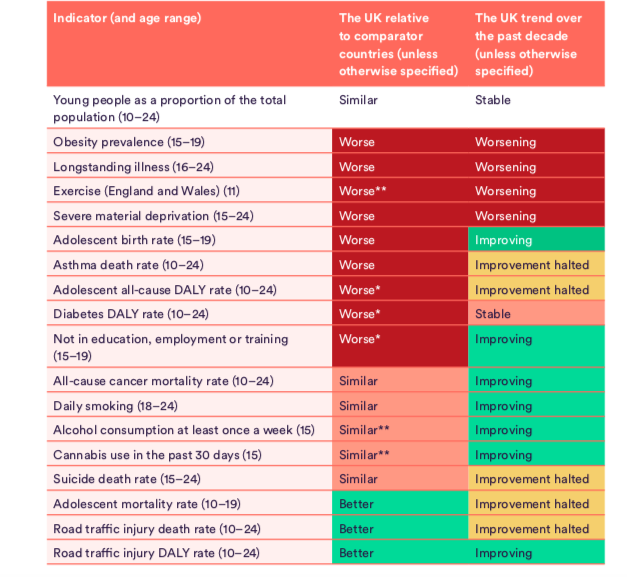 Indicator (and age range) The UK relative The UK trend over
to comparator the past decade
countries (unless (unless otherwise
otherwise specified) specified)
Young people as a proportion of the total Similar Stable
population (10–24)
Obesity prevalence (15–19) Worse Worsening
Longstanding illness (16–24) Worse Worsening
Exercise (England and Wales) (11) Worse** Worsening
Severe material deprivation (15–24) Worse Worsening
Adolescent birth rate (15–19) Worse Improving
Asthma death rate (10–24) Worse Improvement halted
Adolescent all-cause DALY rate (10–24) Worse* Improvement halted
Diabetes DALY rate (10–24) Worse* Stable
Not in education, employment or training Worse* Improving
(15–19)
All-cause cancer mortality rate (10–24) Similar Improving
Daily smoking (18–24) Similar Improving
Alcohol consumption at least once a week (15) Similar** Improving
Cannabis use in the past 30 days (15) Similar** Improving
Suicide death rate (15–24) Similar Improvement halted
Adolescent mortality rate (10–19) Better Improvement halted
Road traffic injury death rate (10–24) Better Improvement halted
Road traffic injury DALY rate (10–24) Better Improving